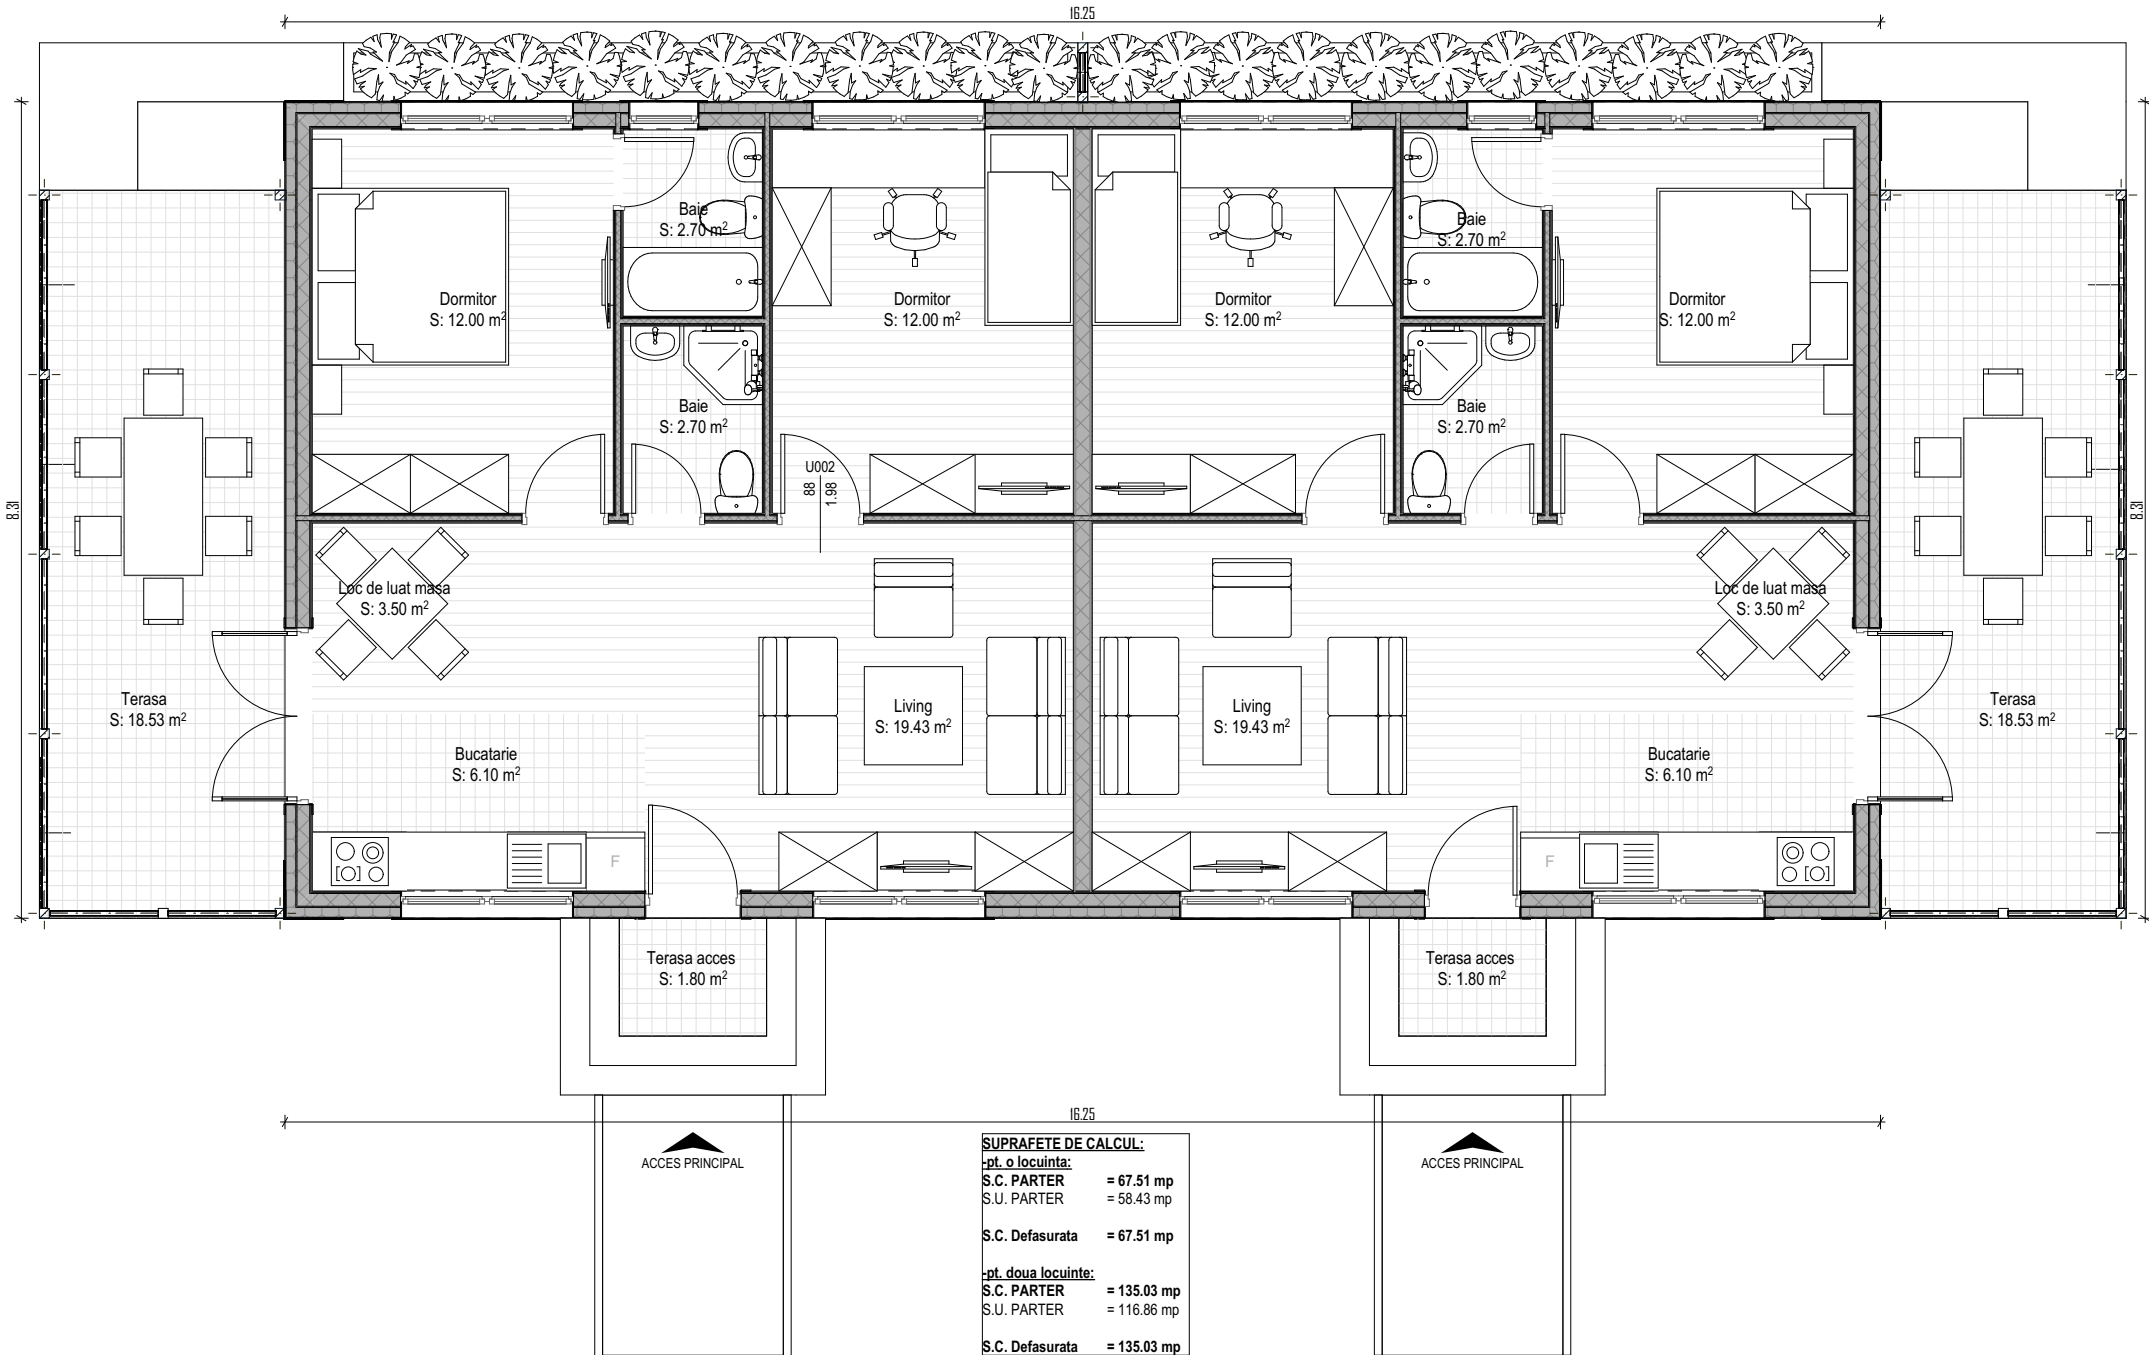 16.25
Baie
S: 2.70 m²
Baie
S: 2.70 m²
Dormitor
S: 12.00 m²
Dormitor
S: 12.00 m²
Dormitor
S: 12.00 m²
Dormitor
S: 12.00 m²
Baie
S: 2.70 m²
Baie
S: 2.70 m²
U002
88
1.98
8.31
8.31
Loc de luat masa
S: 3.50 m²
Loc de luat masa
S: 3.50 m²
Terasa
S: 18.53 m²
Living
S: 19.43 m²
Living
S: 19.43 m²
Terasa
S: 18.53 m²
Bucatarie
S: 6.10 m²
Bucatarie
S: 6.10 m²
F
F
Terasa acces
S: 1.80 m²
Terasa acces
S: 1.80 m²
16.25
ACCES PRINCIPAL
ACCES PRINCIPAL
SUPRAFETE DE CALCUL:
-pt. o locuinta:
S.C. PARTER = 67.51 mp
S.U. PARTER = 58.43 mp
S.C. Defasurata = 67.51 mp
-pt. doua locuinte:
S.C. PARTER = 135.03 mp
S.U. PARTER = 116.86 mp
S.C. Defasurata = 135.03 mp